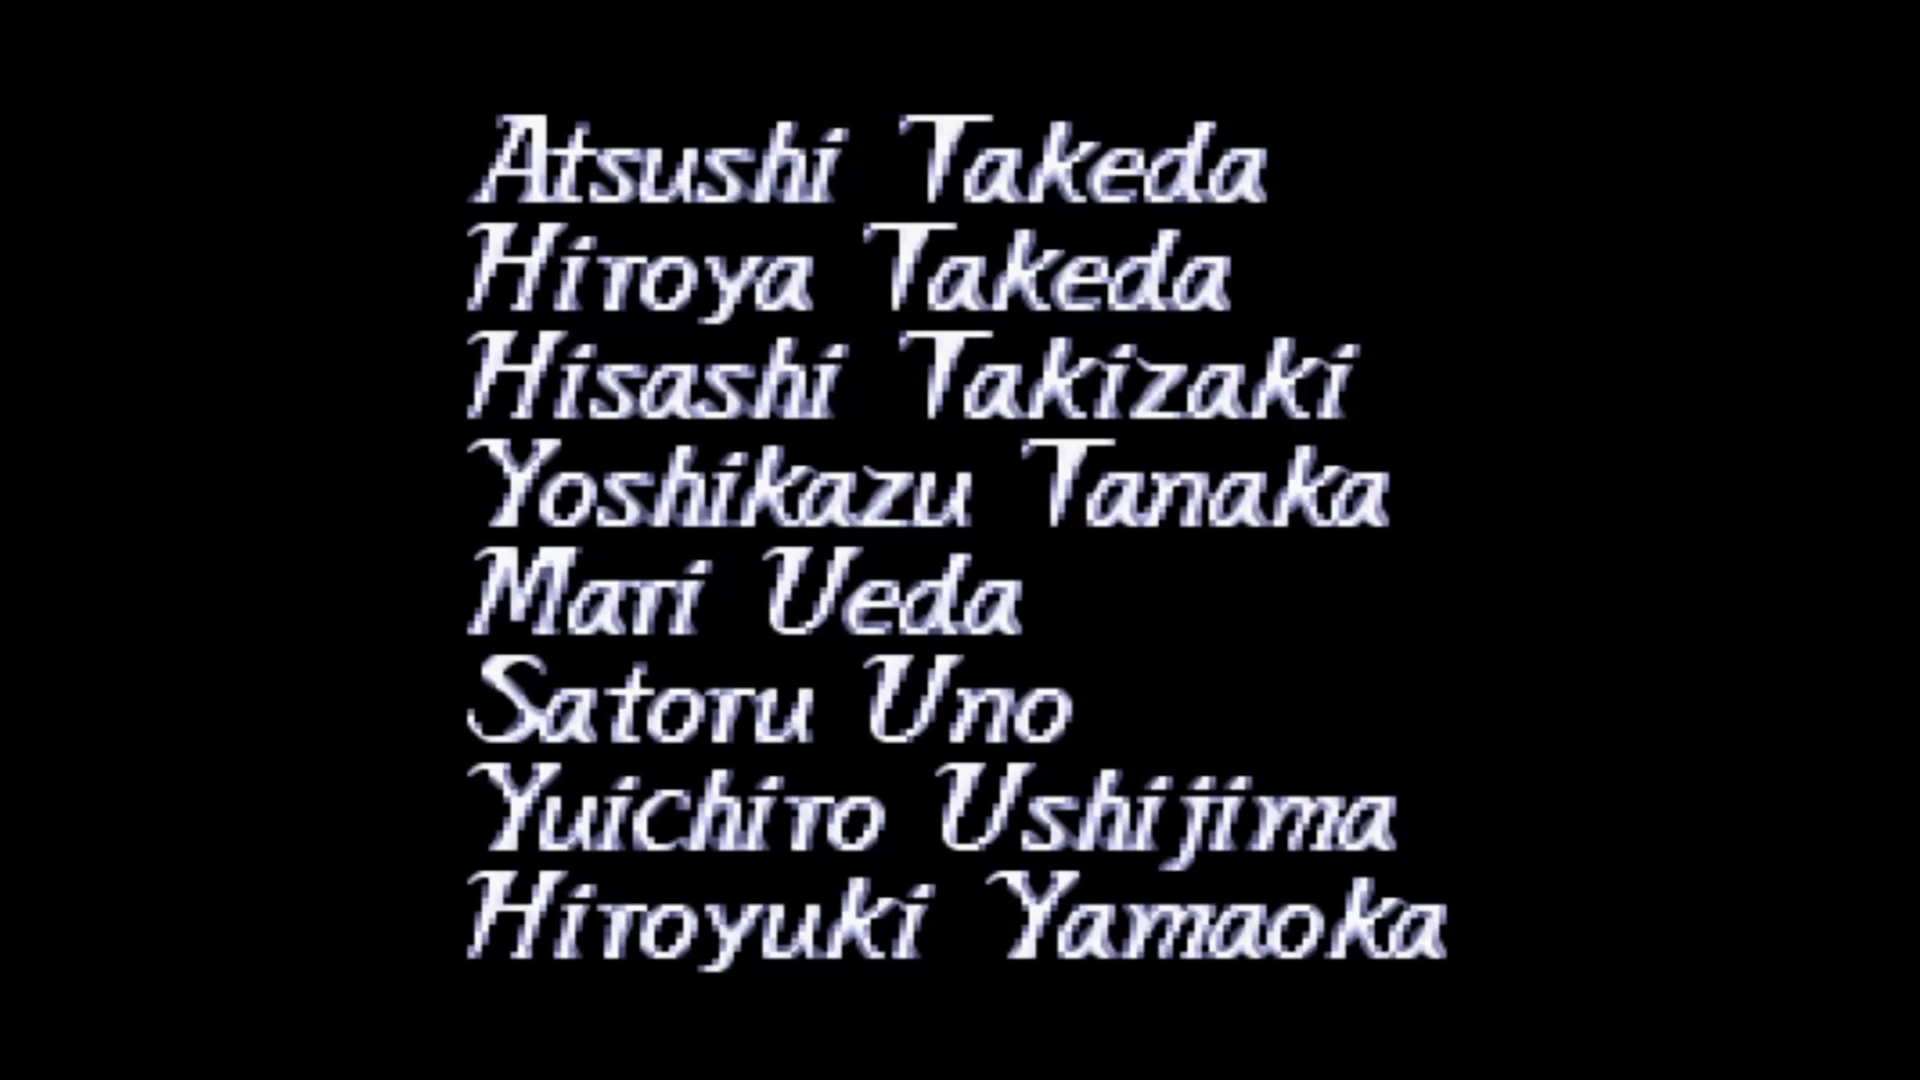 Atsushi Takeda
Hiroya Takeda
Hisashi Takizaki
Yoshikazu Tanaka
Mari Ueda
Satoru Uno
Yuichiro Ushijima
Hiroyuki Yamaoka